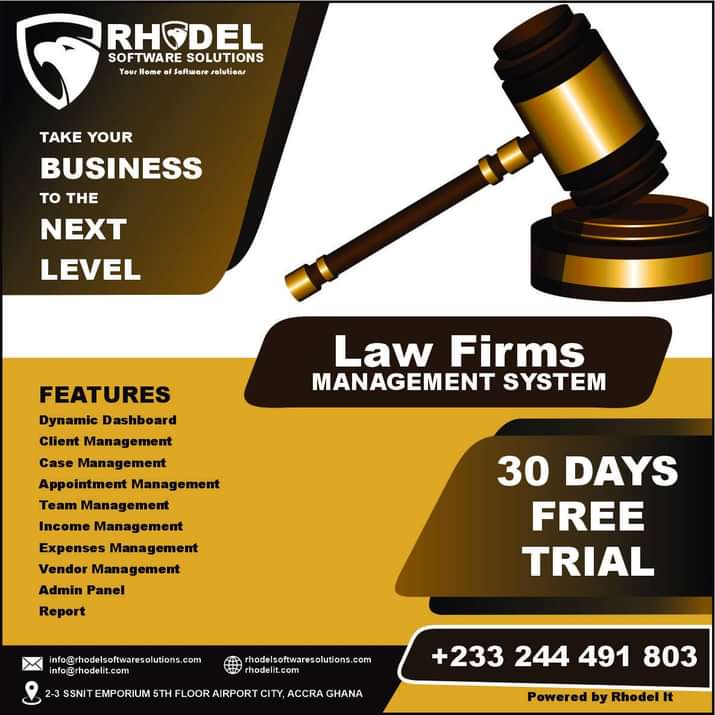 RHODEL
SOFTWARE SOLUTIONS
Your Home of Software solutions
TAKE YOUR
BUSINESS
TO THE
NEXT
LEVEL
Law Firms
MANAGEMENT SYSTEM
FEATURES
Dynamic Dashboard
Client Management
Case Management
Appointment Management
Team Management
Income Management
Expenses Management
Vendor Management
Admin Panel
Report
30 DAYS
FREE
TRIAL
info@rhodelsoftwaresolutions.com
info@rhodelit.com
rhodelsoftwaresolutions.com
rhodelit.com
2-3 SSNIT EMPORIUM 5TH FLOOR AIRPORT CITY, ACCRA GHANA
+233 244 491 803
Powered by Rhodel It